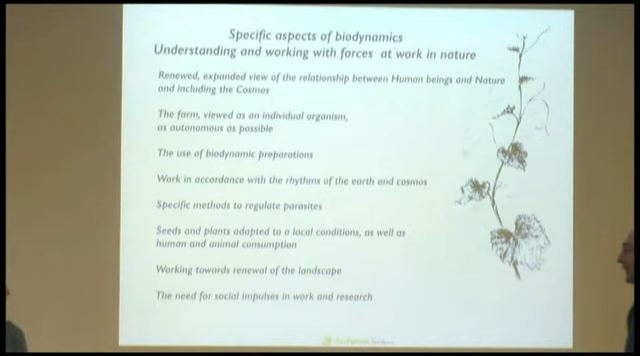 Specific aspects of biodynamics
Understanding and working with forces at work in nature
Renewed, expanded view of the relationship between Human beings and Nature
and including the Cosmos
The farm, viewed as an individual organism,
as autonomous as possible
The use of biodynamic preparations
Work in accordance with the rhythms of the earth and cosmos
Specific methods to regulate parasites
Seeds and plants adapted to a local conditions, as well as
human and animal consumption
Working towards renewal of the landscape
The need for social impulses in work and research